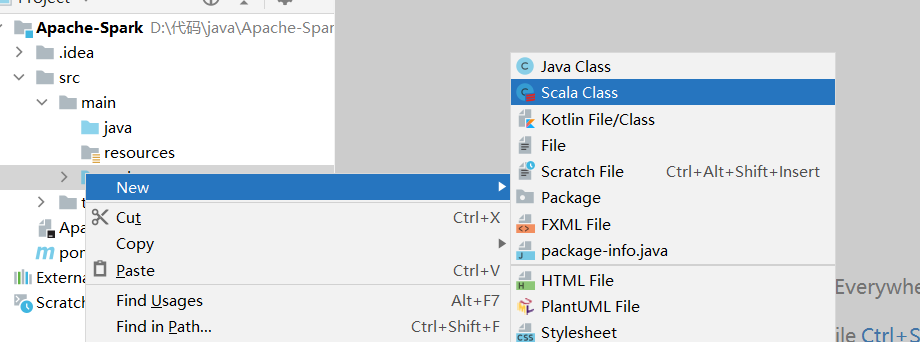 Project
Apache-Spark D:\代码\java\Apache-Spar
.idea
src
main
java
resources
New
Cut Ctrl+X
Copy
Paste Ctrl+V
Find Usages Alt+F7
Find in Path... Ctrl+Shift+F
Java Class
Scala Class
Kotlin File/Class
File
Scratch File Ctrl+Alt+Shift+Insert
Package
FXML File
package-info.java
HTML File
PlantUML File
Stylesheet
Everywhe
ile Ctrl+S
t
Apa
m pon
Externa
Scratch